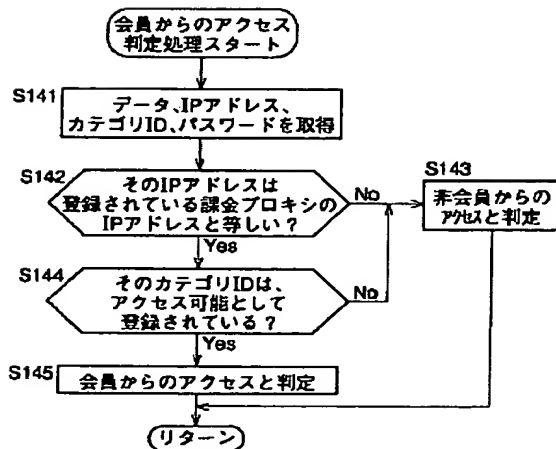 会員からのアクセス
判定処理スタート
S141
データ、IPアドレス、
カテゴリID、パスワードを取得
S142
そのIPアドレスは
登録されている課金プロキシの
IPアドレスと等しい?
No
S143
非会員からの
アクセスと判定
Yes
S144
そのカテゴリIDは、
アクセス可能として
登録されている?
No
Yes
S145
会員からのアクセスと判定
リターン